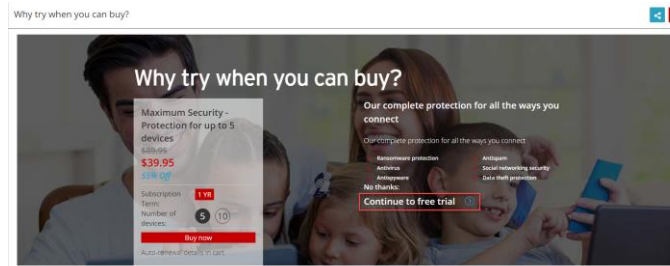 Why try when you can buy?
Why try when you can buy?
Maximum Security -
Protection for up to 5
devices
$89.95
$39.95
55% Off
Subscription
Term:
1 YR
Number of
devices:
5
10
Buy now
Auto-renewal details in cart.
Our complete protection for all the ways you
connect
Our complete protection for all the ways you connect
Ransomware protection
Antivirus
Antispyware
Antispam
Social networking security
Data theft protection
No thanks:
Continue to free trial